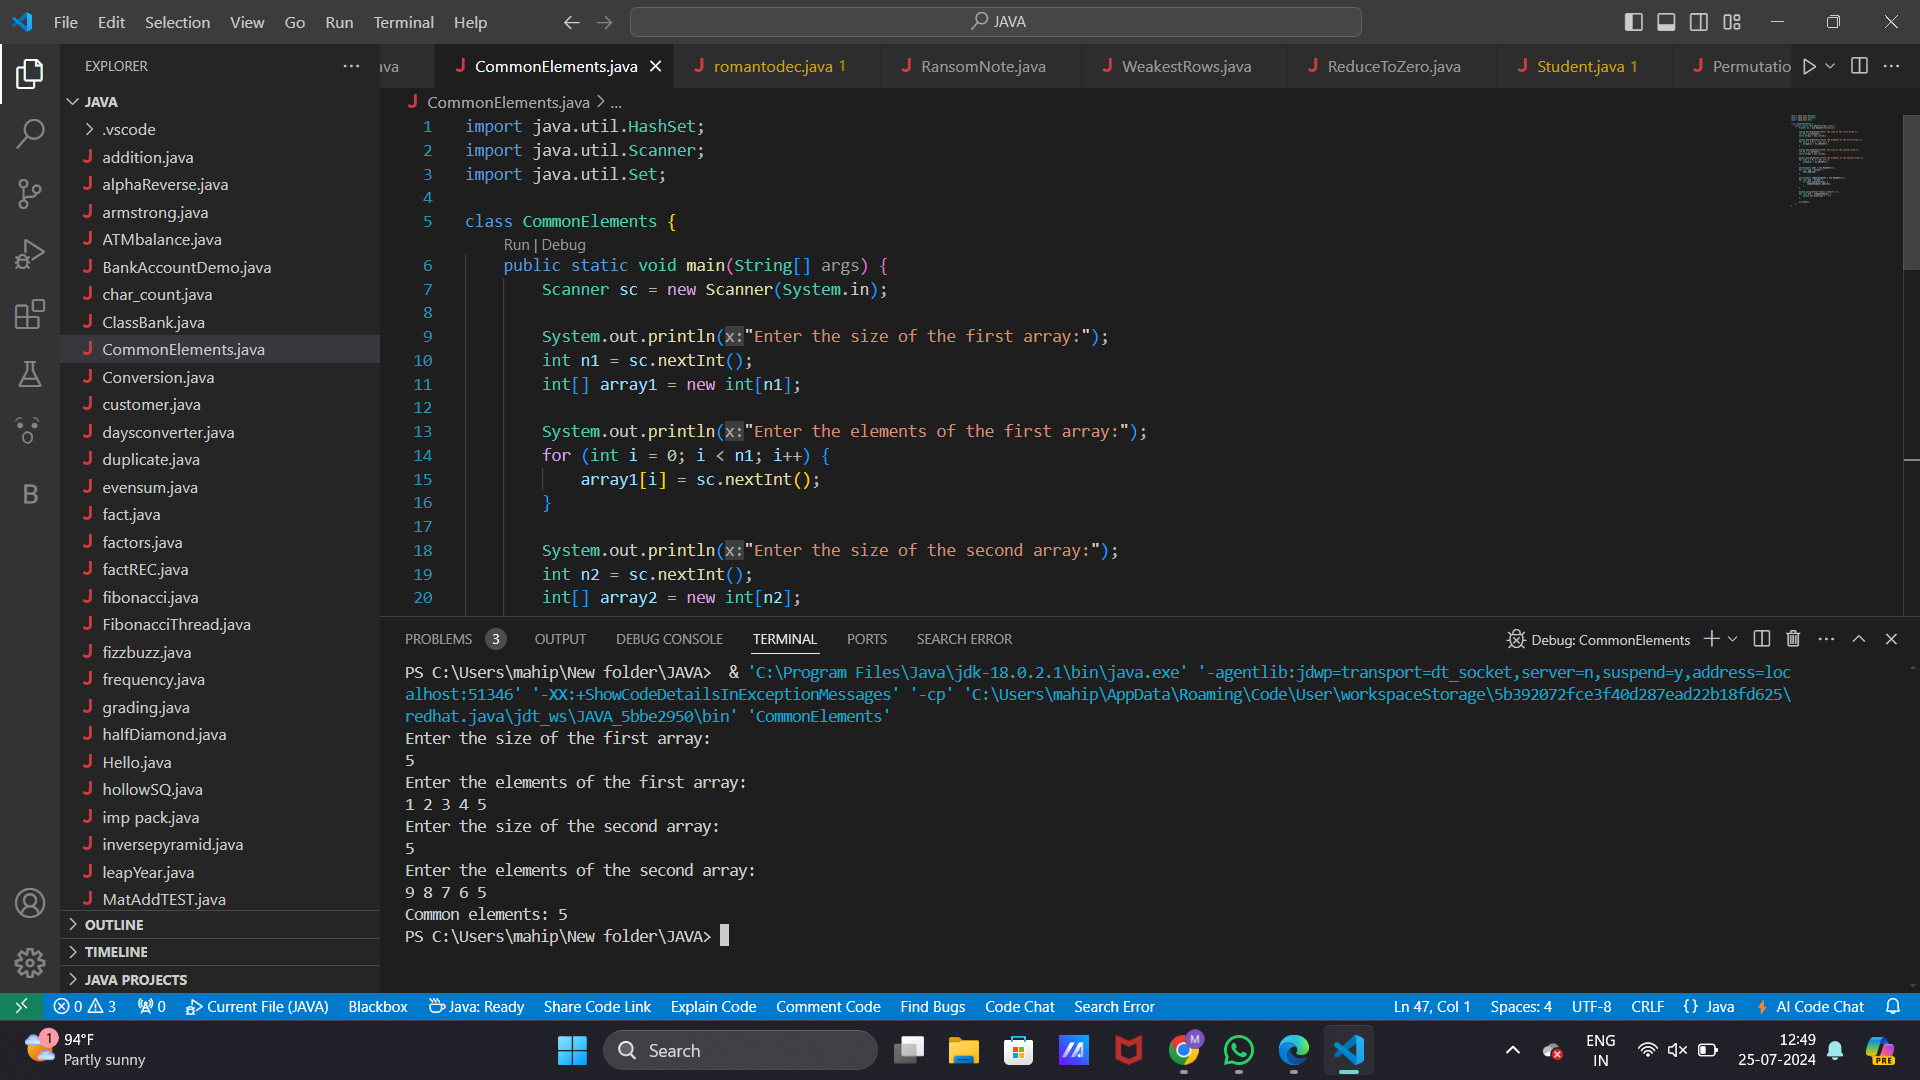 File Edit Selection View Go Run Terminal Help
JAVA
EXPLORER
ava
CommonElements.java
romantodec.java 1
RansomNote.java
WeakestRows.java
ReduceToZero.java
Student.java 1
Permutatio
JAVA
.vscode
addition.java
alphaReverse.java
armstrong.java
ATMbalance.java
BankAccountDemo.java
char_count.java
ClassBank.java
CommonElements.java
Conversion.java
customer.java
daysconverter.java
duplicate.java
evensum.java
fact.java
factors.java
factREC.java
fibonacci.java
FibonacciThread.java
fizzbuzz.java
frequency.java
grading.java
halfDiamond.java
Hello.java
hollowSQ.java
imp pack.java
inversepyramid.java
leapYear.java
MatAddTEST.java
OUTLINE
TIMELINE
JAVA PROJECTS
CommonElements.java > ...
1 import java.util.HashSet;
2 import java.util.Scanner;
3 import java.util.Set;
4
5 class CommonElements {
Run | Debug
6 public static void main(String[] args) {
7 Scanner sc = new Scanner(System.in);
8
9 System.out.println(x:"Enter the size of the first array:");
10 int n1 = sc.nextInt();
11 int[] array1 = new int[n1];
12
13 System.out.println(x:"Enter the elements of the first array:");
14 for (int i = 0; i < n1; i++) {
15 array1[i] = sc.nextInt();
16 }
17
18 System.out.println(x:"Enter the size of the second array:");
19 int n2 = sc.nextInt();
20 int[] array2 = new int[n2];
PROBLEMS 3 OUTPUT DEBUG CONSOLE TERMINAL PORTS SEARCH ERROR
Debug: CommonElements
PS C:\Users\mahip\New folder\JAVA>  & 'C:\Program Files\Java\jdk-18.0.2.1\bin\java.exe' '-agentlib:jdwp=transport=dt_socket,server=n,suspend=y,address=loc
alhost:51346' '-XX:+ShowCodeDetailsInExceptionMessages' '-cp' 'C:\Users\mahip\AppData\Roaming\Code\User\workspaceStorage\5b392072fce3f40d287ead22b18fd625\
redhat.java\jdt_ws\JAVA_5bbe2950\bin' 'CommonElements'
Enter the size of the first array:
5
Enter the elements of the first array:
1 2 3 4 5
Enter the size of the second array:
5
Enter the elements of the second array:
9 8 7 6 5
Common elements: 5
PS C:\Users\mahip\New folder\JAVA>
0 3 0 Current File (JAVA) Blackbox Java: Ready Share Code Link Explain Code Comment Code Find Bugs Code Chat Search Error
Ln 47, Col 1 Spaces: 4 UTF-8 CRLF {} Java AI Code Chat
1
94°F
Partly sunny
Search
M
ENG
IN
12:49
25-07-2024
PRE